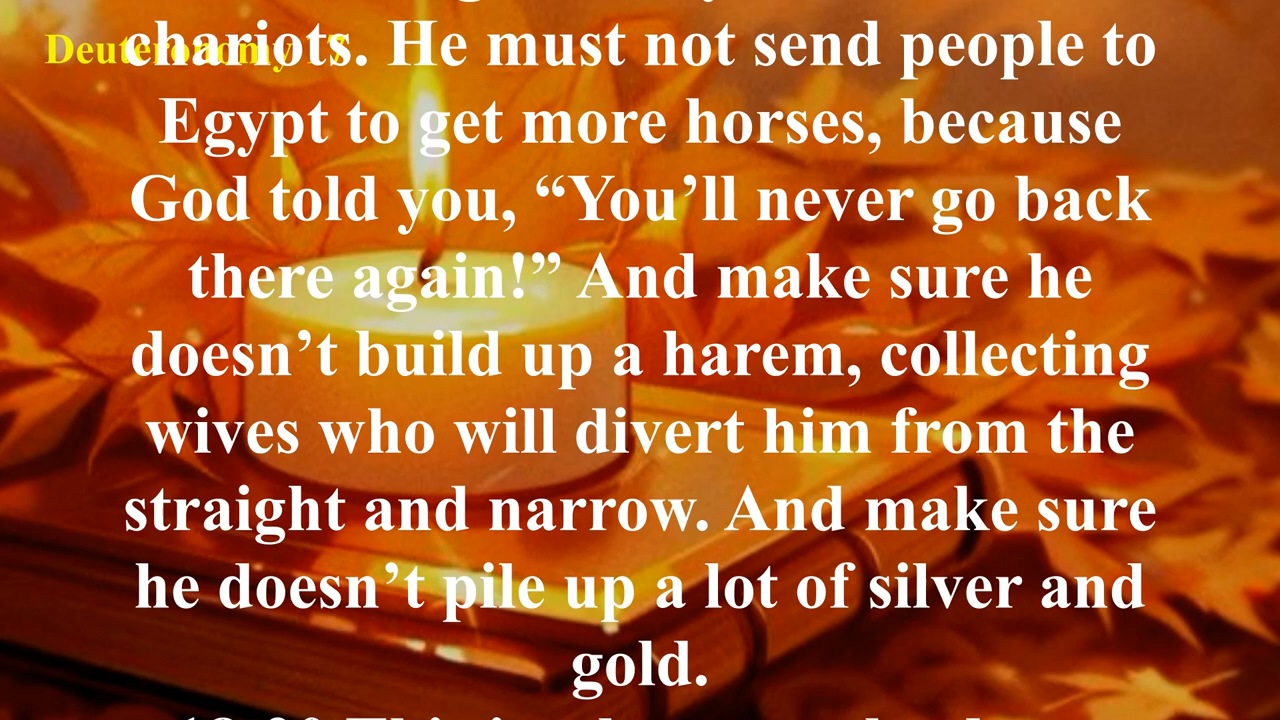 Deuteronomy
chariots. He must not send people to
Egypt to get more horses, because
God told you, “You’ll never go back
there again!” And make sure he
doesn’t build up a harem, collecting
wives who will divert him from the
straight and narrow. And make sure
he doesn’t pile up a lot of silver and
gold.